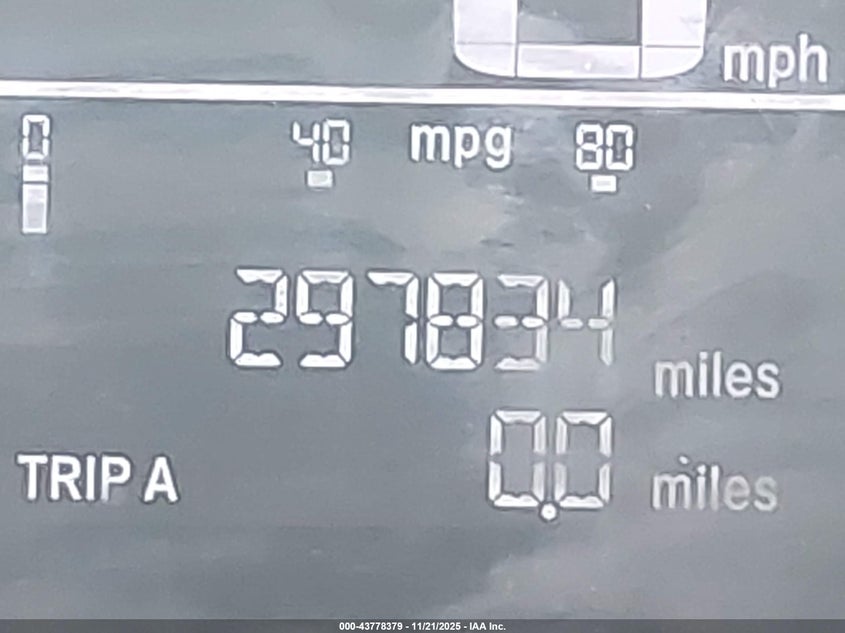 mph
0 40 mpg 80
297834 miles
TRIP A 0.0 miles
000-43778379 - 11/21/2025 - IAA Inc.